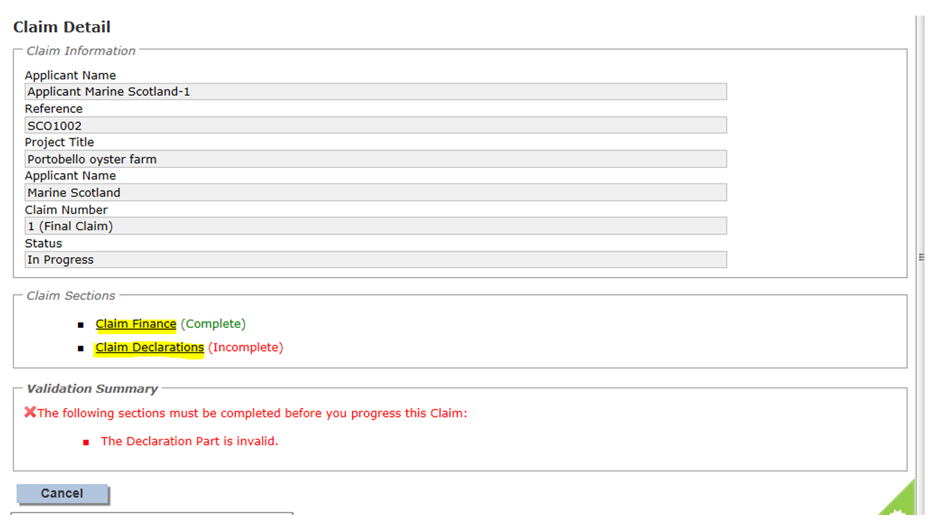 Claim Detail
Claim Information
Applicant Name
Applicant Marine Scotland-1
Reference
SCO1002
Project Title
Portobello oyster farm
Applicant Name
Marine Scotland
Claim Number
1 (Final Claim)
Status
In Progress
Claim Sections
Claim Finance (Complete)
Claim Declarations (Incomplete)
Validation Summary
The following sections must be completed before you progress this Claim:
The Declaration Part is invalid.
Cancel